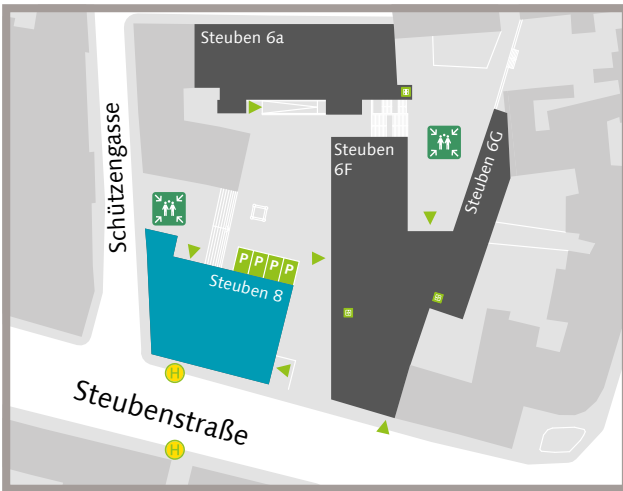 Steuben 6a
Steuben
6F
Steuben 6G
Schützengasse
P P P P
Steuben 8
H
Steubenstraße
H